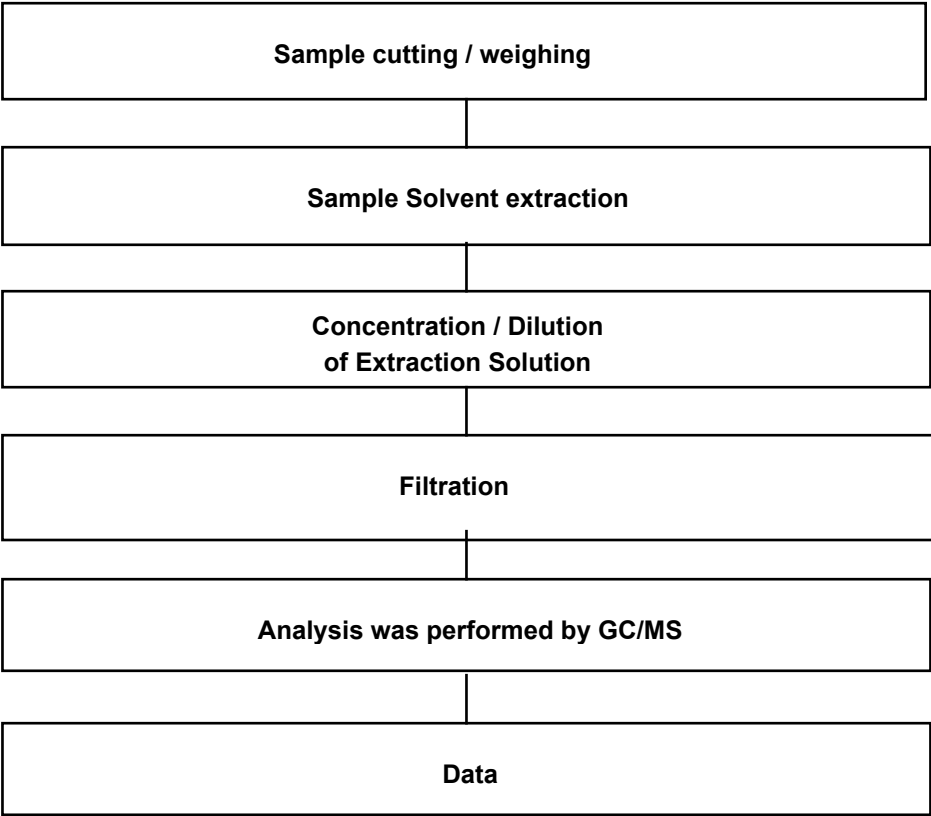 Sample cutting / weighing
Sample Solvent extraction
Concentration / Dilution
of Extraction Solution
Filtration
Analysis was performed by GC/MS
Data